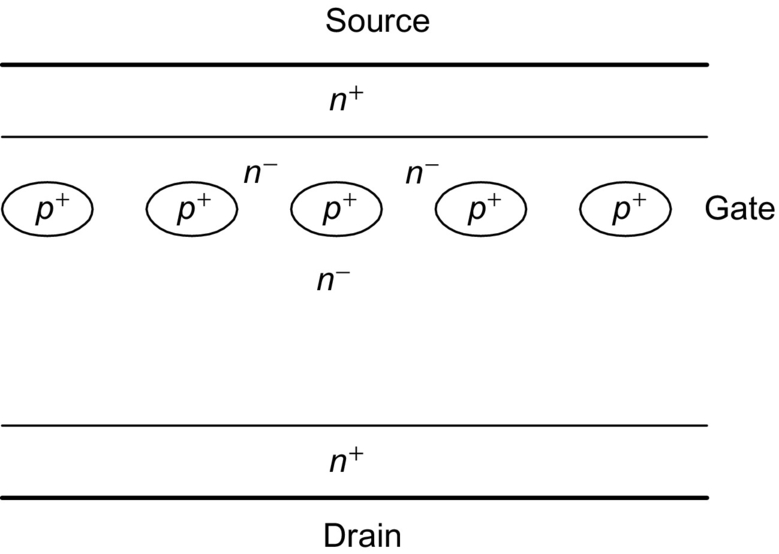 Source
n⁺
n⁻ n⁻
p⁺ p⁺ p⁺ p⁺ p⁺ Gate
n⁻
n⁺
Drain